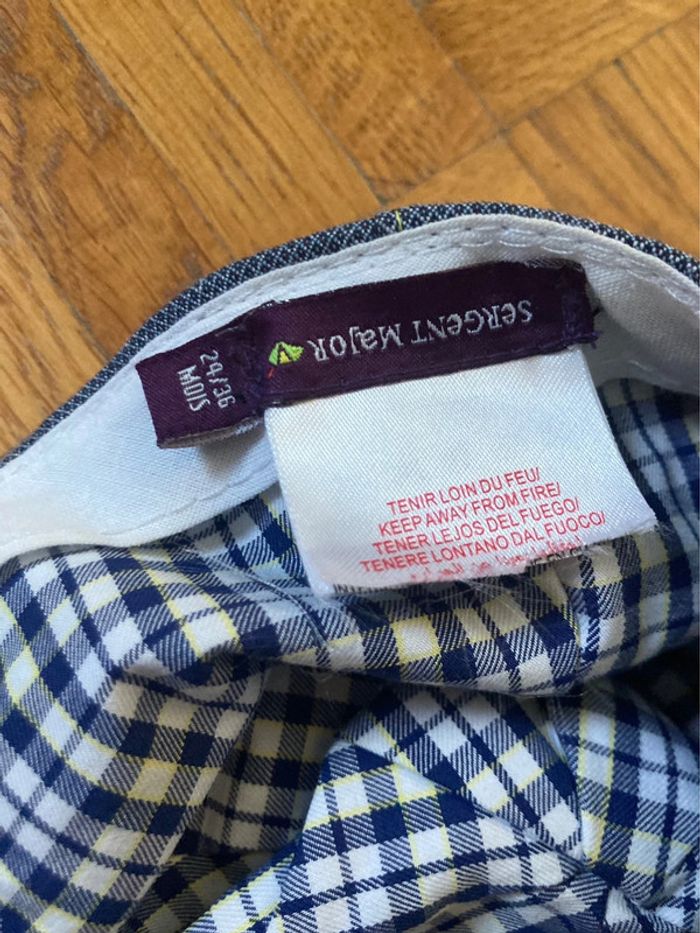 SERGENT MAJOR
24/36
MOIS
TENIR LOIN DU FEU/
KEEP AWAY FROM FIRE/
TENER LEJOS DEL FUEGO/
TENERE LONTANO DAL FUOCO/